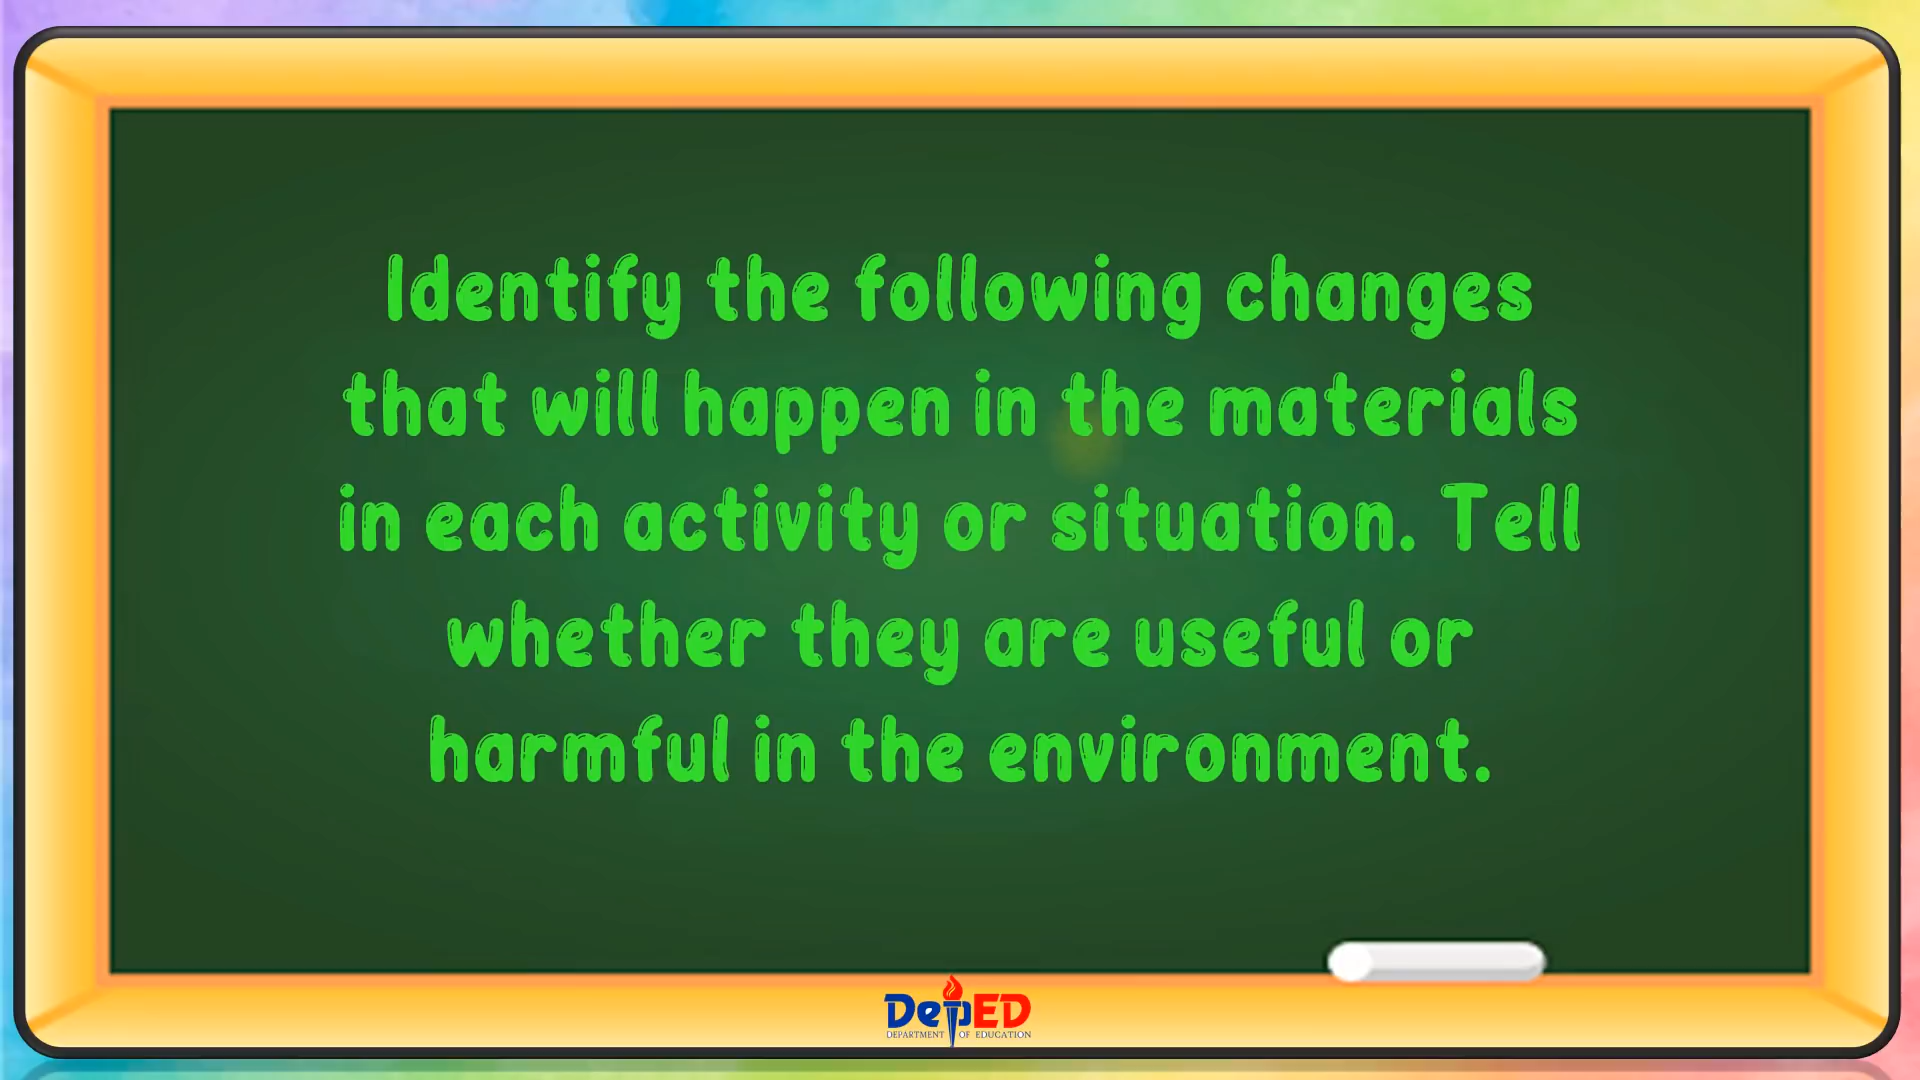 Identify the following changes
that will happen in the materials
in each activity or situation. Tell
whether they are useful or
harmful in the environment.
DepED
DEPARTMENT OF EDUCATION